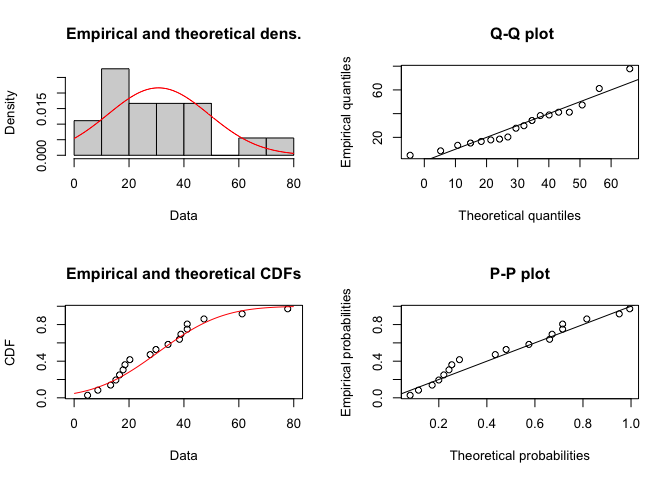 Empirical and theoretical dens.
Density
0.000 0.015
0 20 40 60 80
Data
Q-Q plot
Empirical quantiles
20 60
0 10 20 30 40 50 60
Theoretical quantiles
Empirical and theoretical CDFs
CDF
0.0 0.4 0.8
0 20 40 60 80
Data
P-P plot
Empirical probabilities
0.0 0.4 0.8
0.2 0.4 0.6 0.8 1.0
Theoretical probabilities